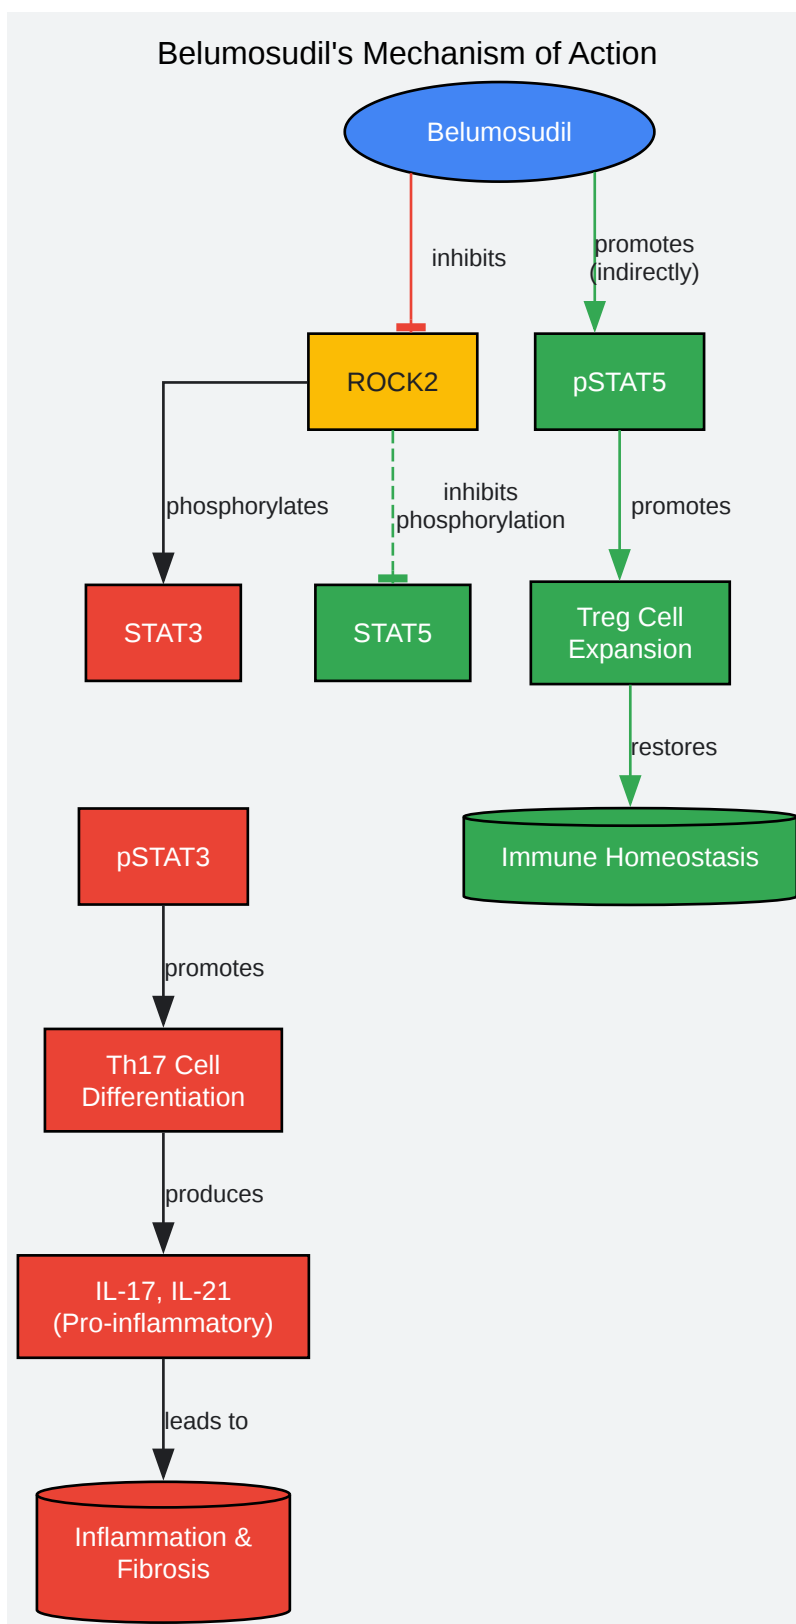 Belumosudil's Mechanism of Action
Belumosudil
inhibits
promotes
(indirectly)
ROCK2
pSTAT5
phosphorylates
inhibits
phosphorylation
promotes
STAT3
STAT5
Treg Cell
Expansion
restores
pSTAT3
Immune Homeostasis
promotes
Th17 Cell
Differentiation
produces
IL-17, IL-21
(Pro-inflammatory)
leads to
Inflammation &
Fibrosis